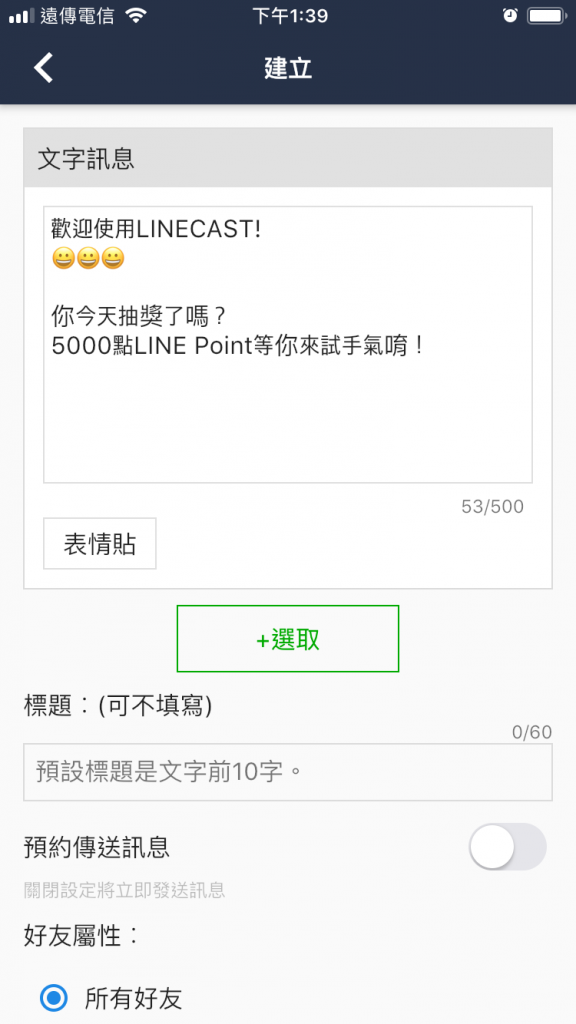 遠傳電信
下午1:39
建立
文字訊息
歡迎使用LINECAST!
😀😀😀
你今天抽獎了嗎？
5000點LINE Point等你來試手氣唷！
53/500
表情貼
+選取
標題：(可不填寫)
0/60
預設標題是文字前10字。
預約傳送訊息
關閉設定將立即發送訊息
好友屬性：
所有好友